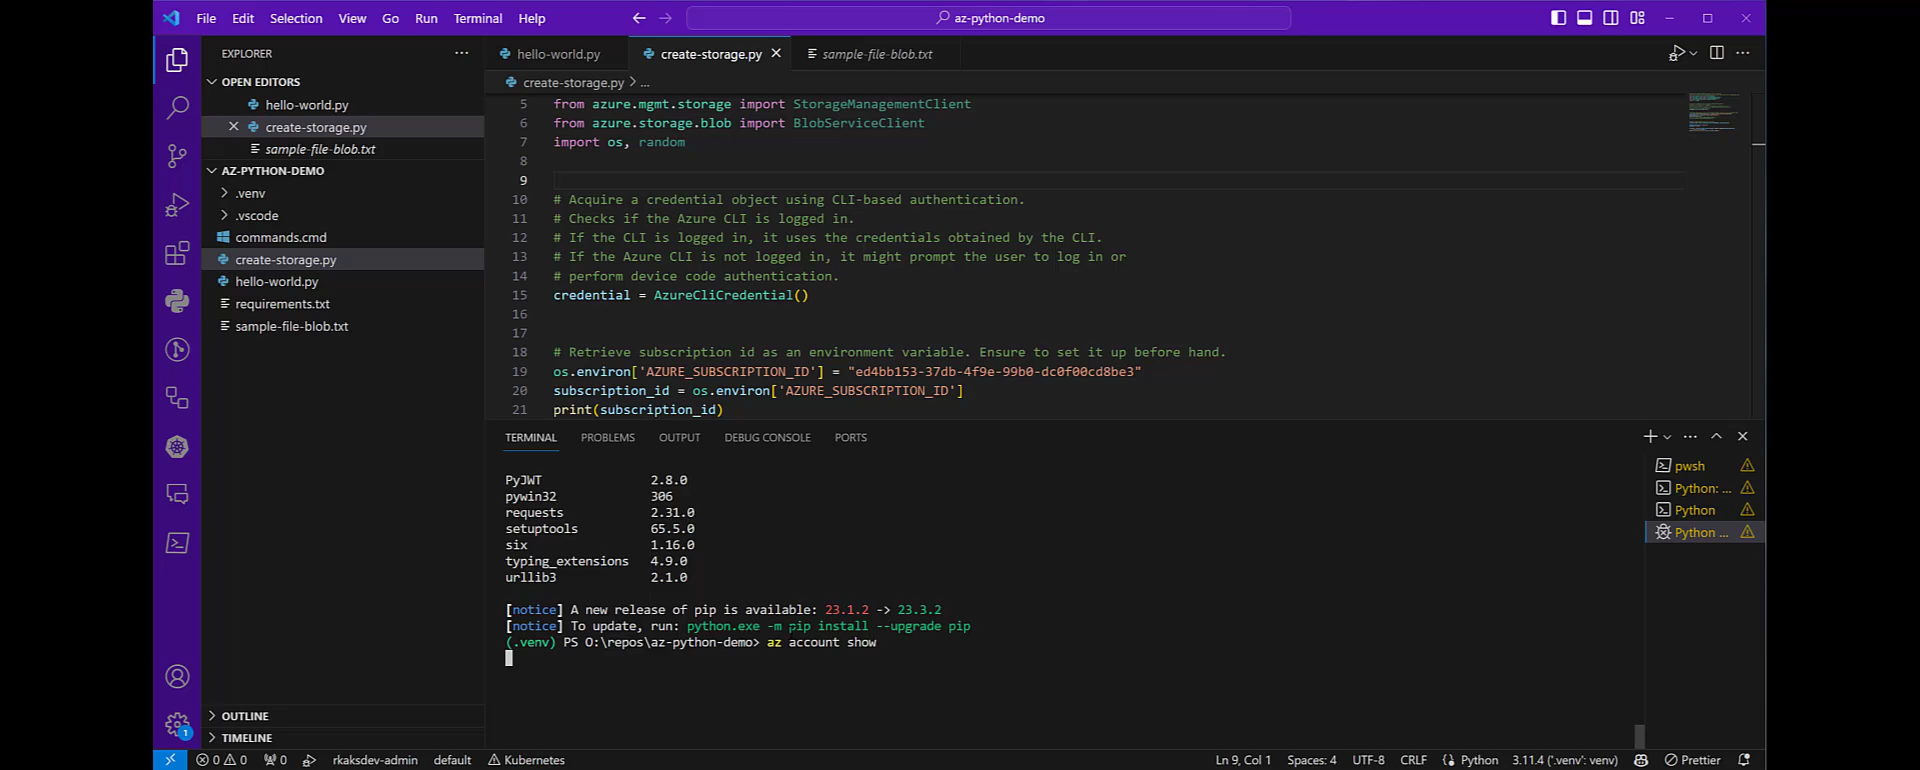 File Edit Selection View Go Run Terminal Help
az-python-demo
EXPLORER
OPEN EDITORS
hello-world.py
create-storage.py
sample-file-blob.txt
AZ-PYTHON-DEMO
.venv
.vscode
commands.cmd
create-storage.py
hello-world.py
requirements.txt
sample-file-blob.txt
OUTLINE
TIMELINE
hello-world.py create-storage.py sample-file-blob.txt
create-storage.py > ...
5 from azure.mgmt.storage import StorageManagementClient
6 from azure.storage.blob import BlobServiceClient
7 import os, random
8
9
10 # Acquire a credential object using CLI-based authentication.
11 # Checks if the Azure CLI is logged in.
12 # If the CLI is logged in, it uses the credentials obtained by the CLI.
13 # If the Azure CLI is not logged in, it might prompt the user to log in or
14 # perform device code authentication.
15 credential = AzureCliCredential()
16
17
18 # Retrieve subscription id as an environment variable. Ensure to set it up before hand.
19 os.environ['AZURE_SUBSCRIPTION_ID'] = "ed4bb153-37db-4f9e-99b0-dc0f00cd8be3"
20 subscription_id = os.environ['AZURE_SUBSCRIPTION_ID']
21 print(subscription_id)
TERMINAL PROBLEMS OUTPUT DEBUG CONSOLE PORTS
PyJWT 2.8.0
pywin32 306
requests 2.31.0
setuptools 65.5.0
six 1.16.0
typing_extensions 4.9.0
urllib3 2.1.0
[notice] A new release of pip is available: 23.1.2 -> 23.3.2
[notice] To update, run: python.exe -m pip install --upgrade pip
(.venv) PS O:\repos\az-python-demo> az account show
pwsh
Python: ...
Python
Python ...
1
0 0 0 rkaksdev-admin default Kubernetes
Ln 9, Col 1 Spaces: 4 UTF-8 CRLF Python 3.11.4 ('.venv': venv) Prettier